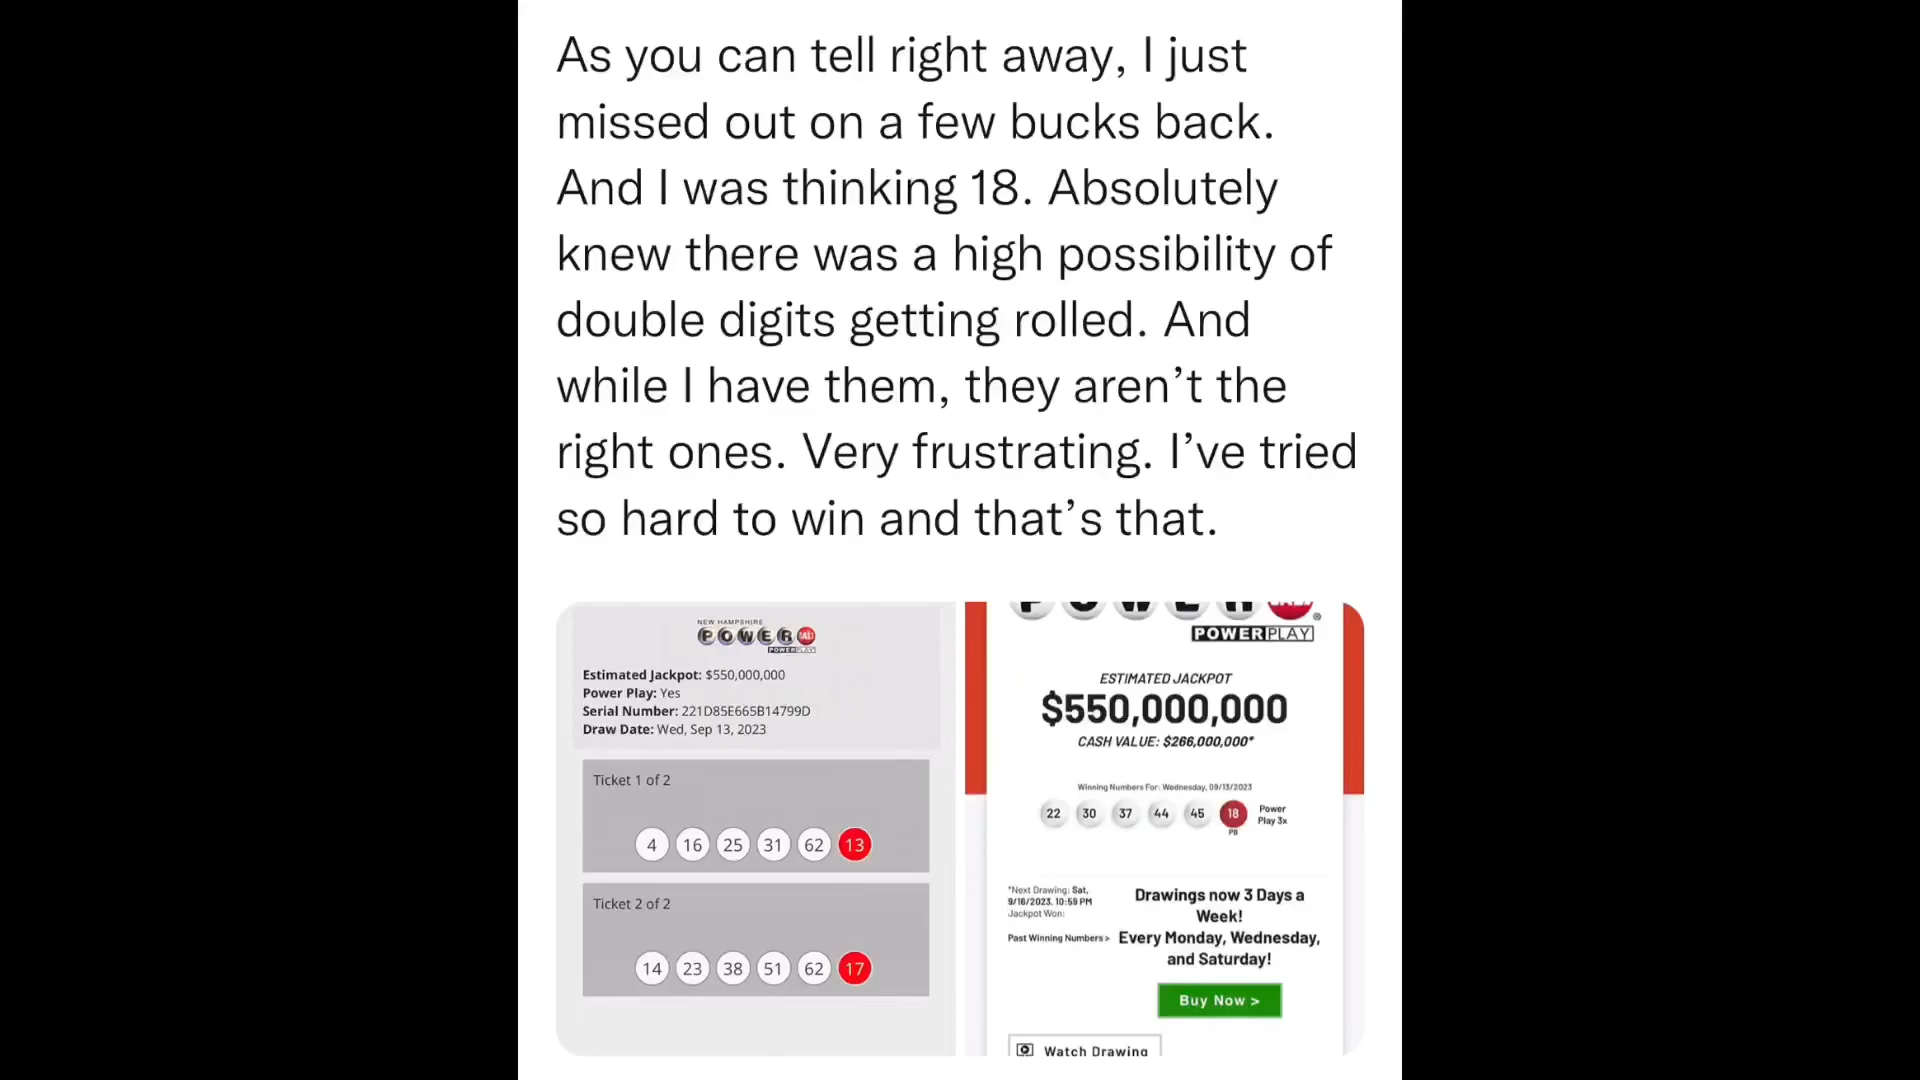 As you can tell right away, I just
missed out on a few bucks back.
And I was thinking 18. Absolutely
knew there was a high possibility of
double digits getting rolled. And
while I have them, they aren’t the
right ones. Very frustrating. I’ve tried
so hard to win and that’s that.
NEW HAMPSHIRE
POWERBALL
POWERPLAY
Estimated Jackpot: $550,000,000
Power Play: Yes
Serial Number: 221D85E665B14799D
Draw Date: Wed, Sep 13, 2023
Ticket 1 of 2
4 16 25 31 62 13
Ticket 2 of 2
14 23 38 51 62 17
POWER
POWERPLAY
ESTIMATED JACKPOT
$550,000,000
CASH VALUE: $266,000,000*
Winning Numbers For: Wednesday, 09/13/2023
22 30 37 44 45 18
PB
Power
Play 3x
*Next Drawing: Sat,
9/16/2023, 10:59 PM
Jackpot Won:
Past Winning Numbers >
Drawings now 3 Days a
Week!
Every Monday, Wednesday,
and Saturday!
Buy Now >
Watch Drawing